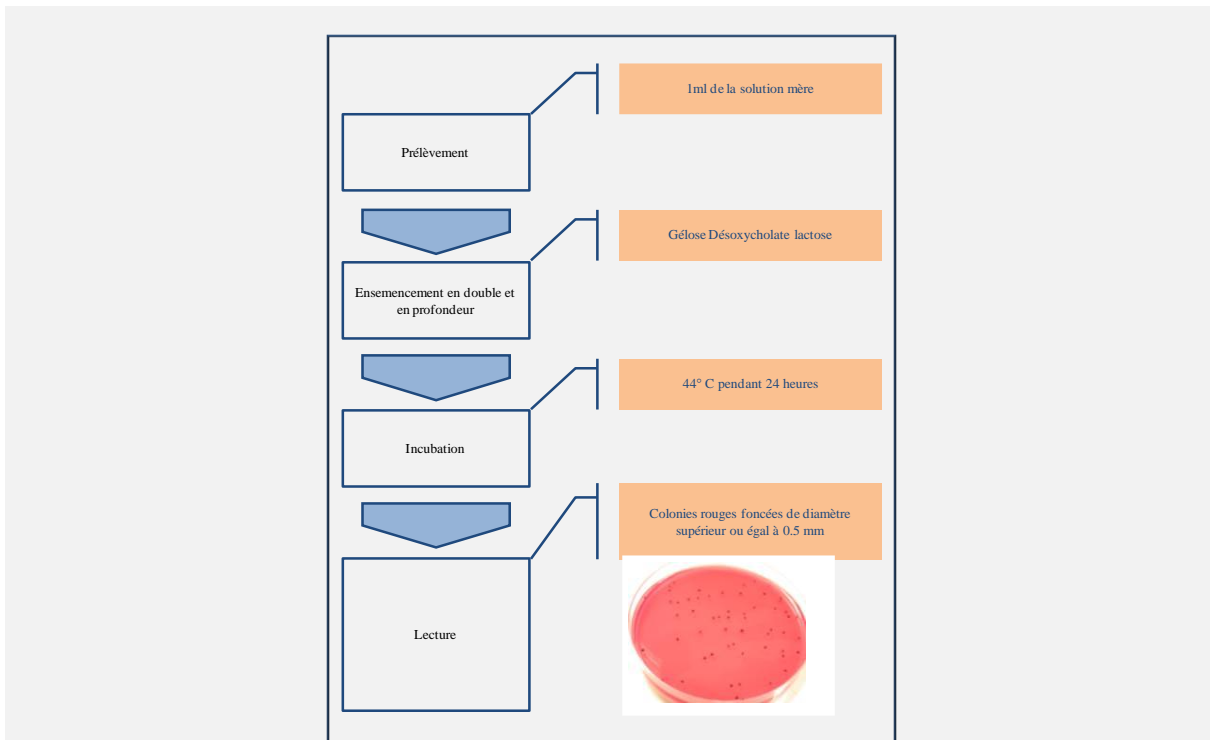 1ml de la solution mère
Prélèvement
Gélose Désoxycholate lactose
Ensemencement en double et
en profondeur
44° C pendant 24 heures
Incubation
Colonies rouges foncées de diamètre
supérieur ou égal à 0.5 mm
Lecture